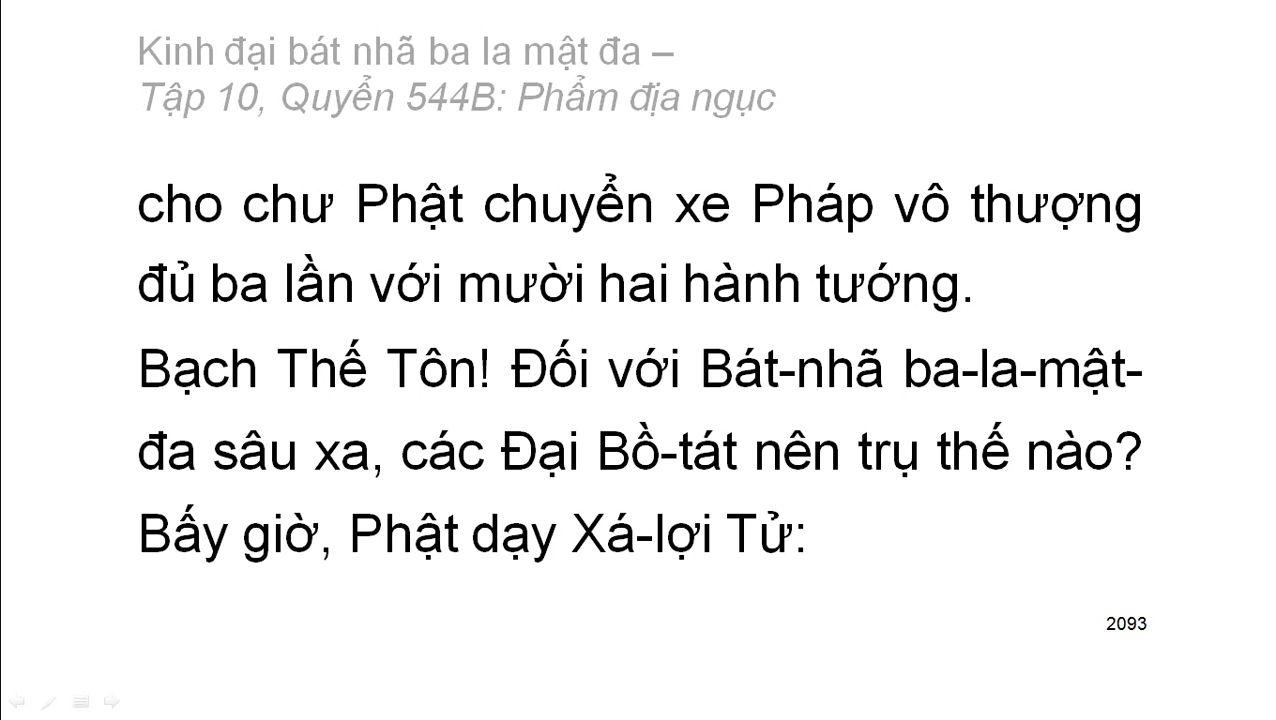 Kinh đại bát nhã ba la mật đa –
Tập 10, Quyển 544B: Phẩm địa ngục
cho chư Phật chuyển xe Pháp vô thượng
đủ ba lần với mười hai hành tướng.
Bạch Thế Tôn! Đối với Bát-nhã ba-la-mật-
đa sâu xa, các Đại Bồ-tát nên trụ thế nào?
Bấy giờ, Phật dạy Xá-lợi Tử:
2093